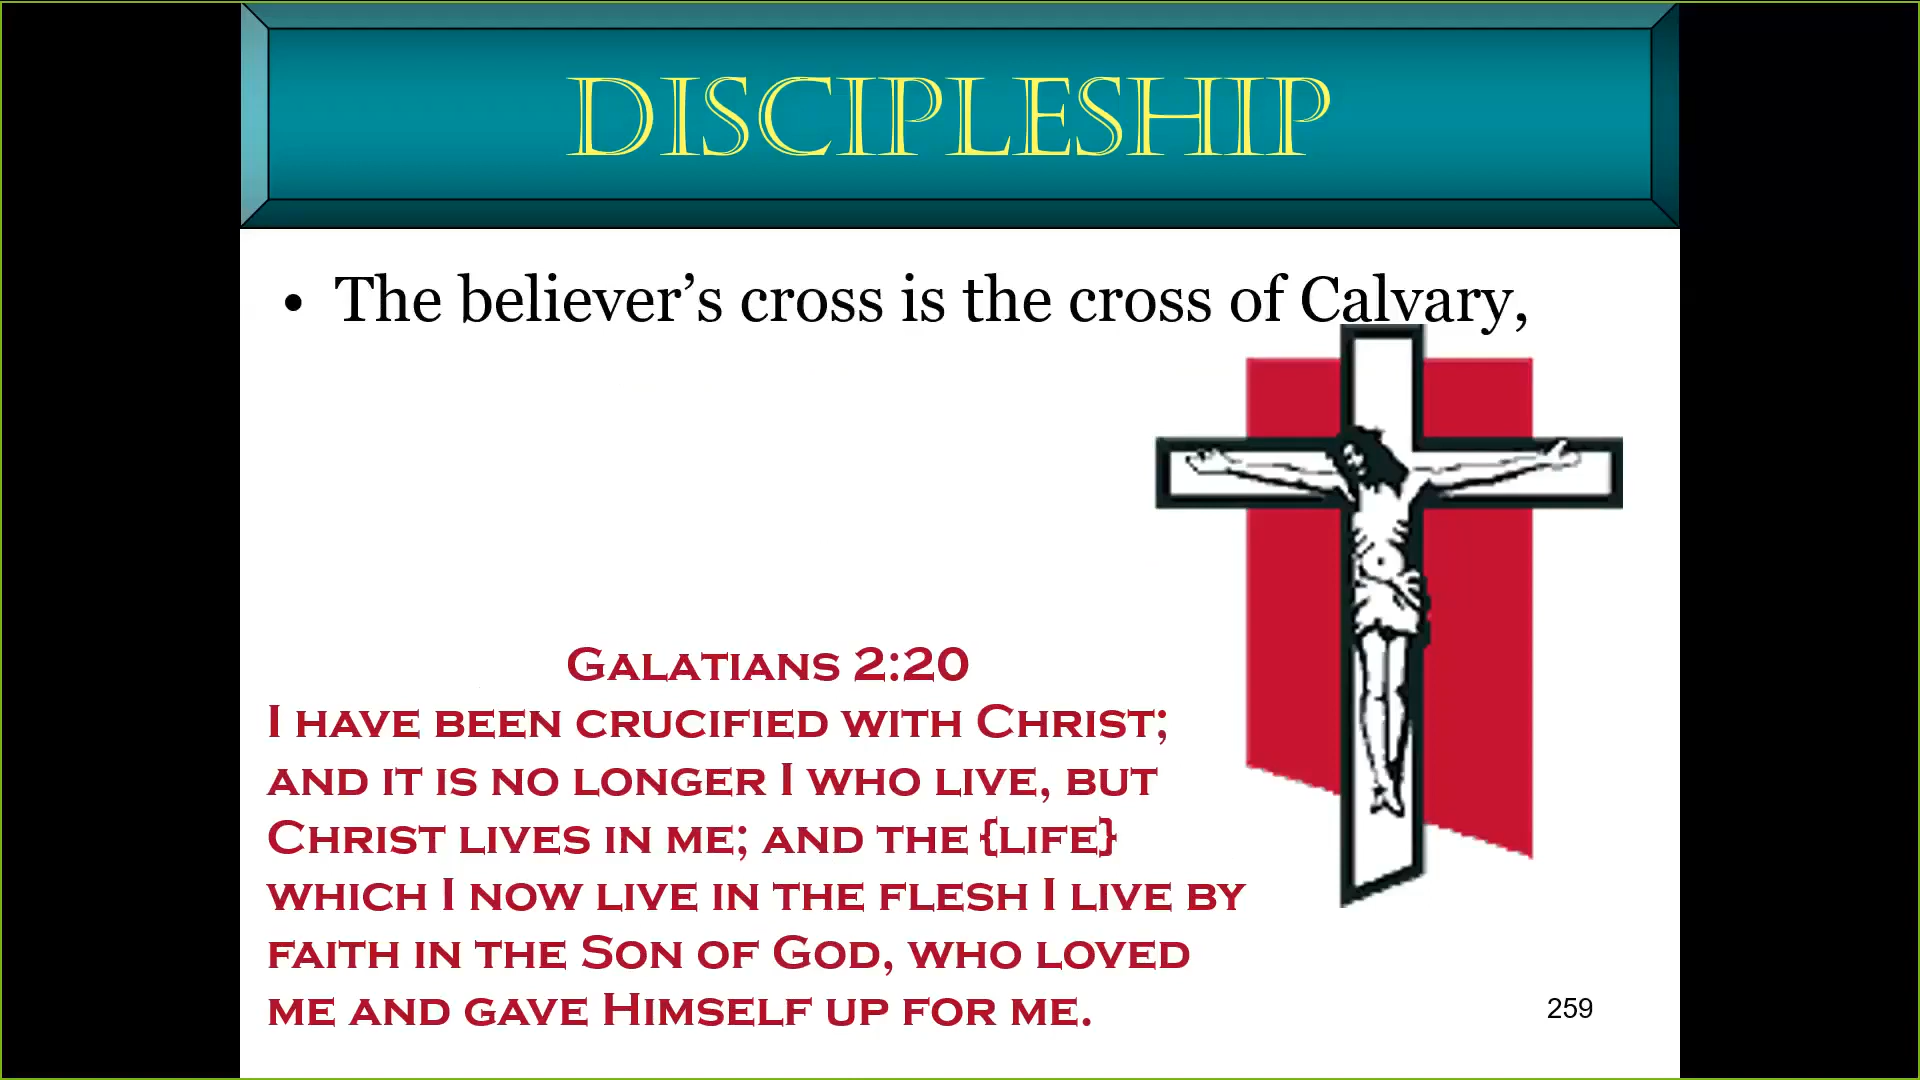 DISCIPLESHIP
• The believer’s cross is the cross of Calvary,
Galatians 2:20
I have been crucified with Christ;
and it is no longer I who live, but
Christ lives in me; and the {life}
which I now live in the flesh I live by
faith in the Son of God, who loved
me and gave Himself up for me.
259